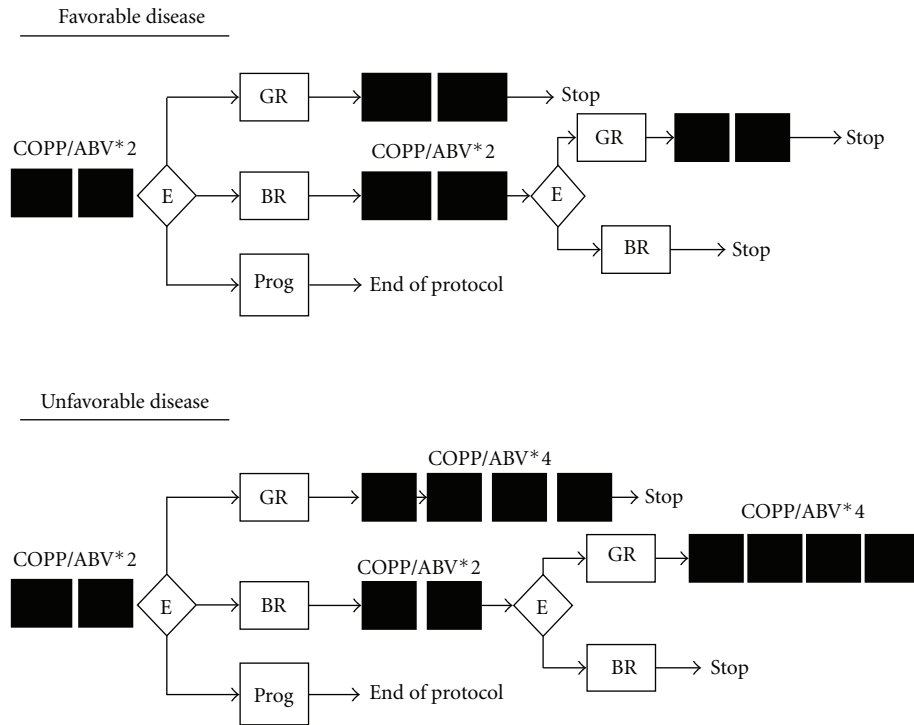 Favorable disease
GR
Stop
COPP/ABV*2
COPP/ABV*2
GR
Stop
E
BR
E
BR
Stop
Prog
End of protocol
Unfavorable disease
COPP/ABV*4
GR
Stop
COPP/ABV*4
COPP/ABV*2
COPP/ABV*2
GR
E
BR
E
BR
Stop
Prog
End of protocol